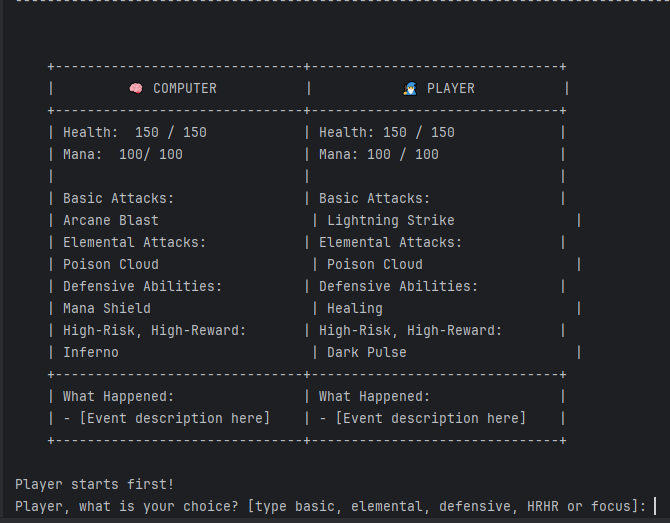 --------------------------------------------------------------------------------
+-------------------------------+-------------------------------+
|         🧠 COMPUTER           |           🧙‍♂️ PLAYER           |
+-------------------------------+-------------------------------+
| Health:  150 / 150            | Health: 150 / 150             |
| Mana:  100/ 100               | Mana: 100 / 100               |
|                               |                               |
| Basic Attacks:                | Basic Attacks:                |
| Arcane Blast                   | Lightning Strike               |
| Elemental Attacks:            | Elemental Attacks:            |
| Poison Cloud                   | Poison Cloud                   |
| Defensive Abilities:          | Defensive Abilities:          |
| Mana Shield                    | Healing                        |
| High-Risk, High-Reward:       | High-Risk, High-Reward:       |
| Inferno                        | Dark Pulse                     |
+-------------------------------+-------------------------------+
| What Happened:                | What Happened:                |
| - [Event description here]    | - [Event description here]    |
+-------------------------------+-------------------------------+
Player starts first!
Player, what is your choice? [type basic, elemental, defensive, HRHR or focus]: